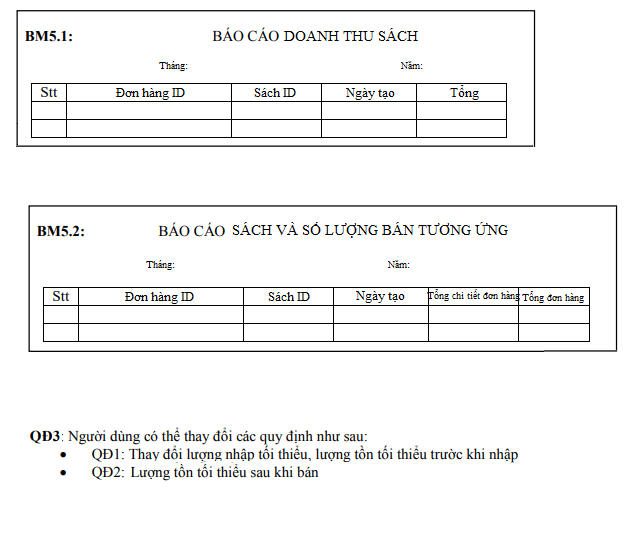 BM5.1: BÁO CÁO DOANH THU SÁCH
Tháng: Năm:
Stt Đơn hàng ID Sách ID Ngày tạo Tổng
BM5.2: BÁO CÁO SÁCH VÀ SỐ LƯỢNG BÁN TƯƠNG ỨNG
Tháng: Năm:
Stt Đơn hàng ID Sách ID Ngày tạo Tổng chi tiết đơn hàng Tổng đơn hàng
QĐ3: Người dùng có thể thay đổi các quy định như sau:
• QĐ1: Thay đổi lượng nhập tối thiểu, lượng tồn tối thiểu trước khi nhập
• QĐ2: Lượng tồn tối thiểu sau khi bán